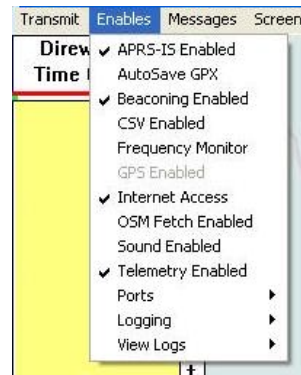 Transmit Enables Messages Screen
Direw
Time
APRS-IS Enabled
AutoSave GPX
Beaconing Enabled
CSV Enabled
Frequency Monitor
GPS Enabled
Internet Access
OSM Fetch Enabled
Sound Enabled
Telemetry Enabled
Ports
Logging
View Logs
+